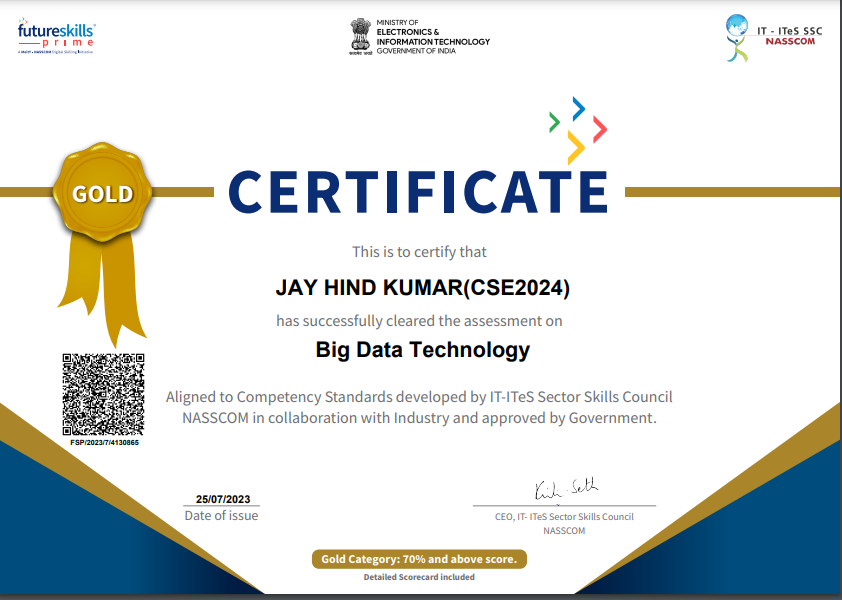 futureskills
prime
A MeitY - NASSCOM Digital Skilling Initiative
MINISTRY OF
ELECTRONICS &
INFORMATION TECHNOLOGY
GOVERNMENT OF INDIA
सत्यमेव जयते
IT - ITeS SSC
NASSCOM
GOLD
CERTIFICATE
This is to certify that
JAY HIND KUMAR(CSE2024)
has successfully cleared the assessment on
Big Data Technology
Aligned to Competency Standards developed by IT-ITeS Sector Skills Council
NASSCOM in collaboration with Industry and approved by Government.
FSP/2023/7/4130865
25/07/2023
Date of issue
CEO, IT- ITeS Sector Skills Council
NASSCOM
Gold Category: 70% and above score.
Detailed Scorecard included